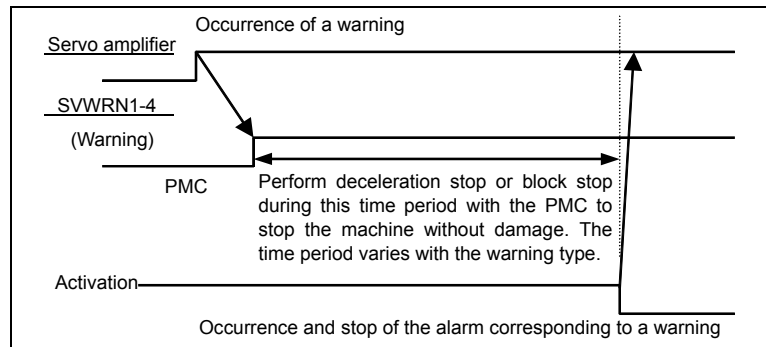 Occurrence of a warning
Servo amplifier
SVWRN1-4
(Warning)
PMC
Perform deceleration stop or block stop
during this time period with the PMC to
stop the machine without damage. The
time period varies with the warning type.
Activation
Occurrence and stop of the alarm corresponding to a warning